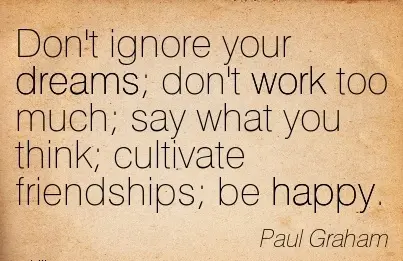 Don't ignore your
dreams; don't work too
much; say what you
think; cultivate
friendships; be happy.
Paul Graham